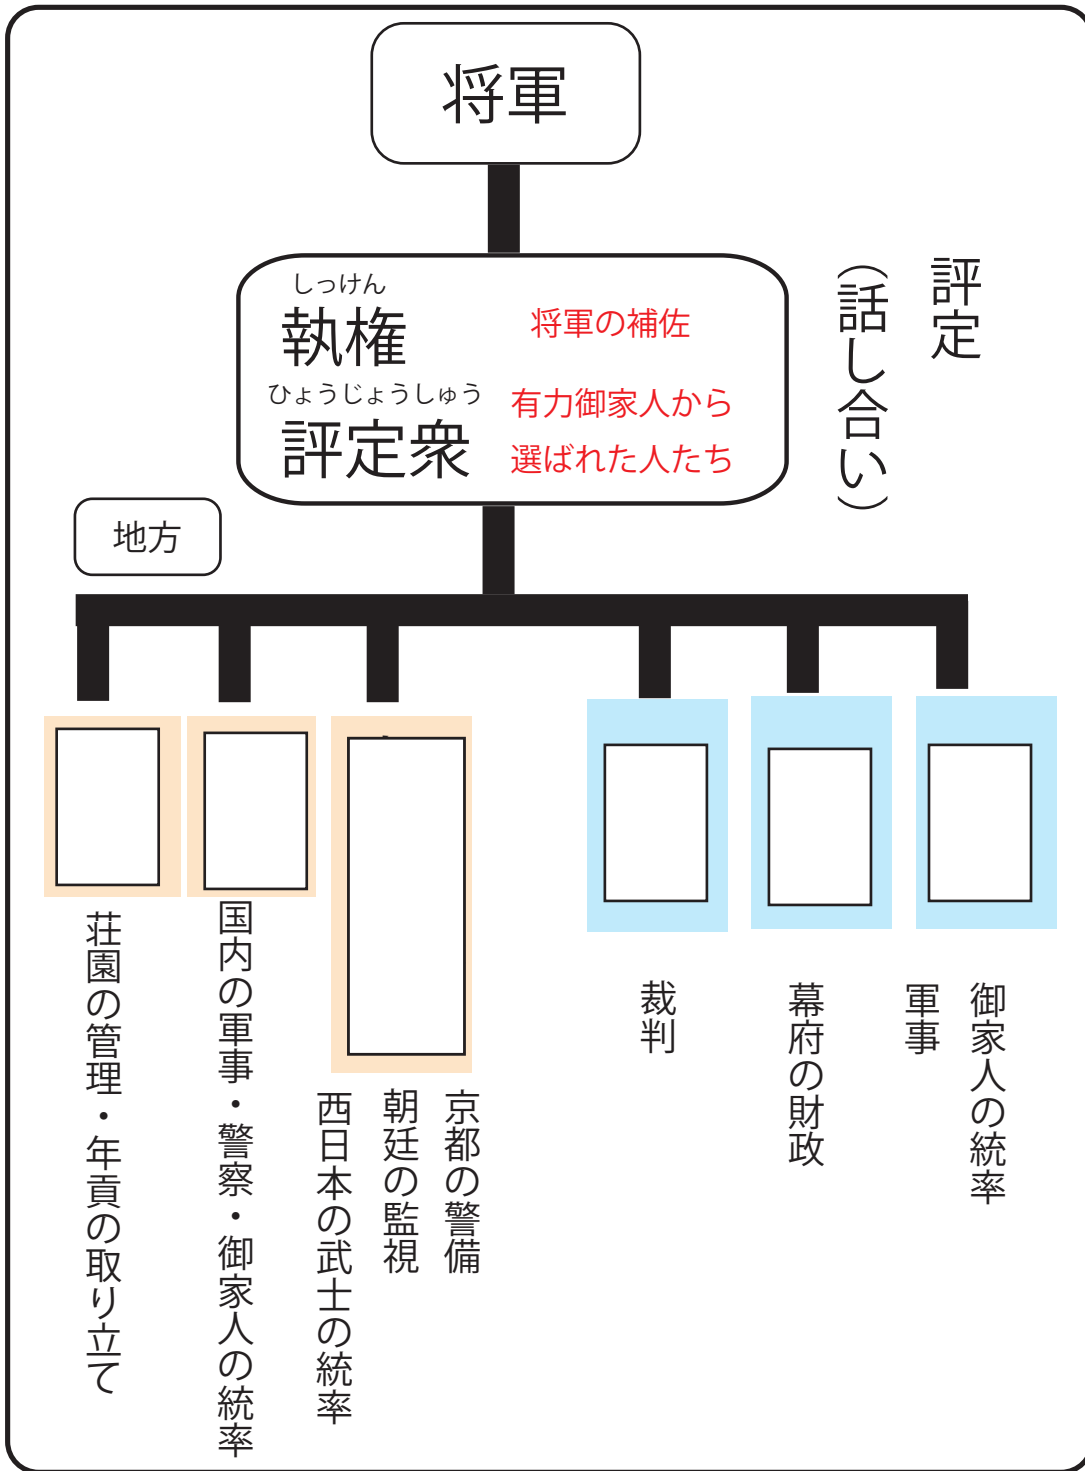 将軍
しっけん
執権
将軍の補佐
ひょうじょうしゅう
評定衆
有力御家人から
選ばれた人たち
評定
（話し合い）
地方
御家人の統率
軍事
幕府の財政
裁判
京都の警備
朝廷の監視
西日本の武士の統率
国内の軍事・警察・御家人の統率
荘園の管理・年貢の取り立て